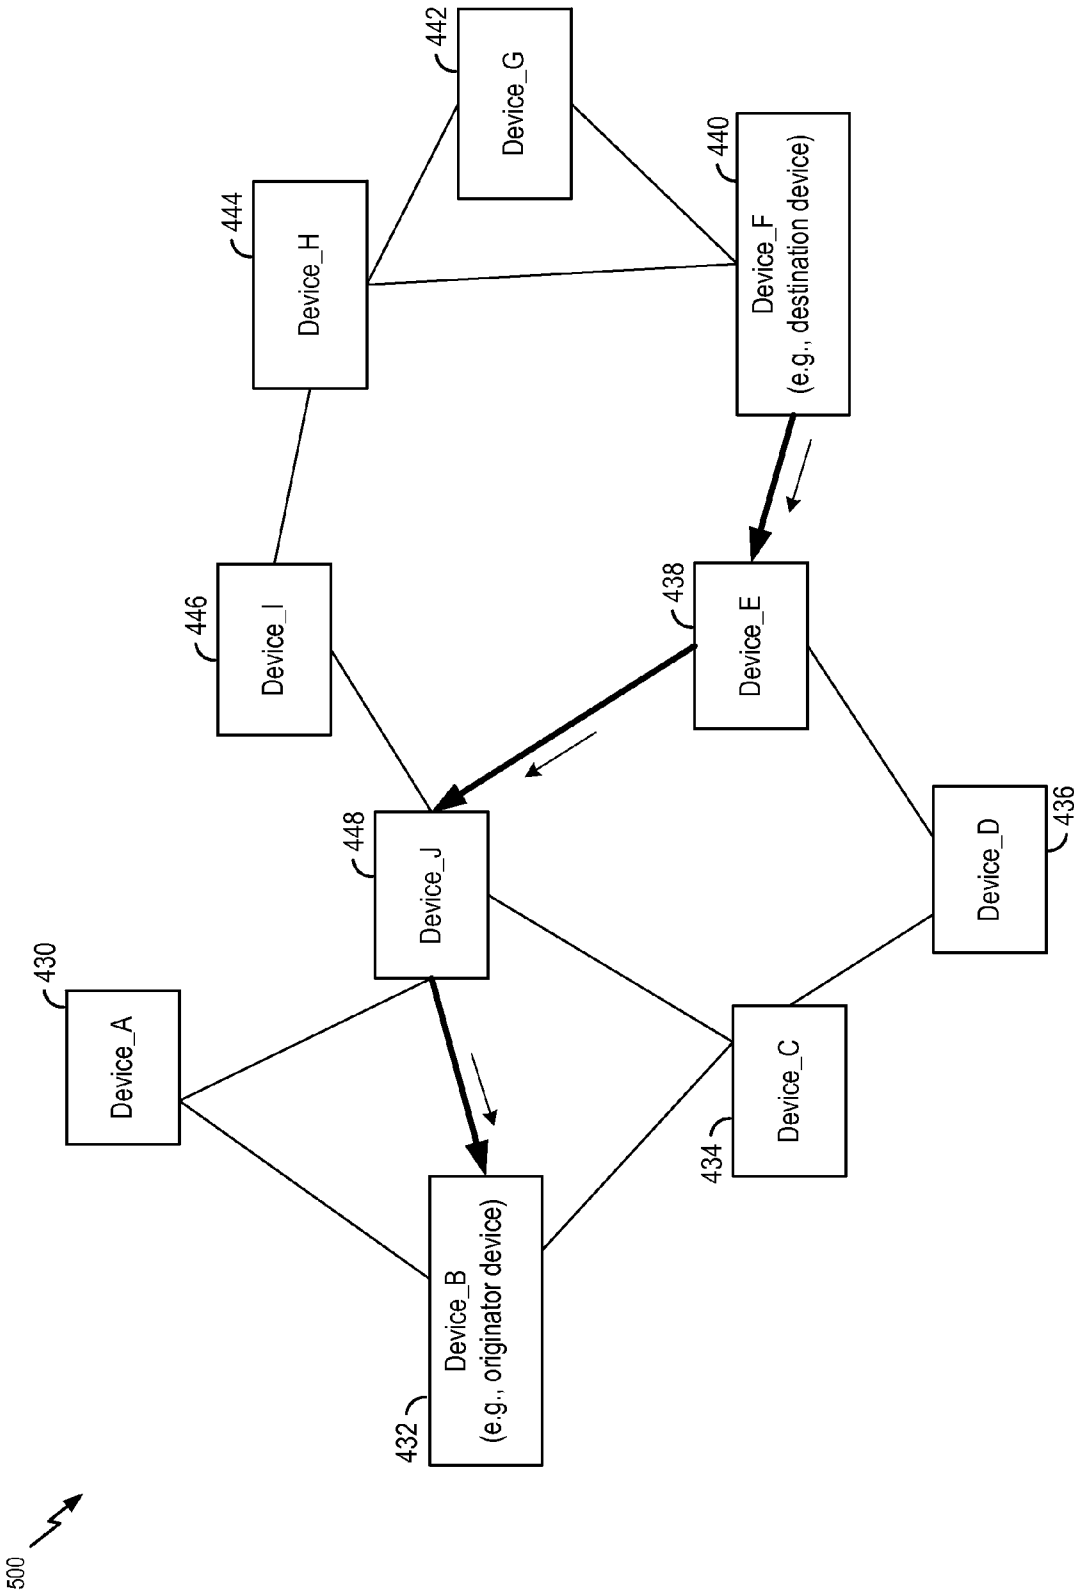 500
430
Device_A
432
Device_B
(e.g., originator device)
434
Device_C
448
Device_J
436
Device_D
446
Device_I
438
Device_E
444
Device_H
442
Device_G
440
Device_F
(e.g., destination device)